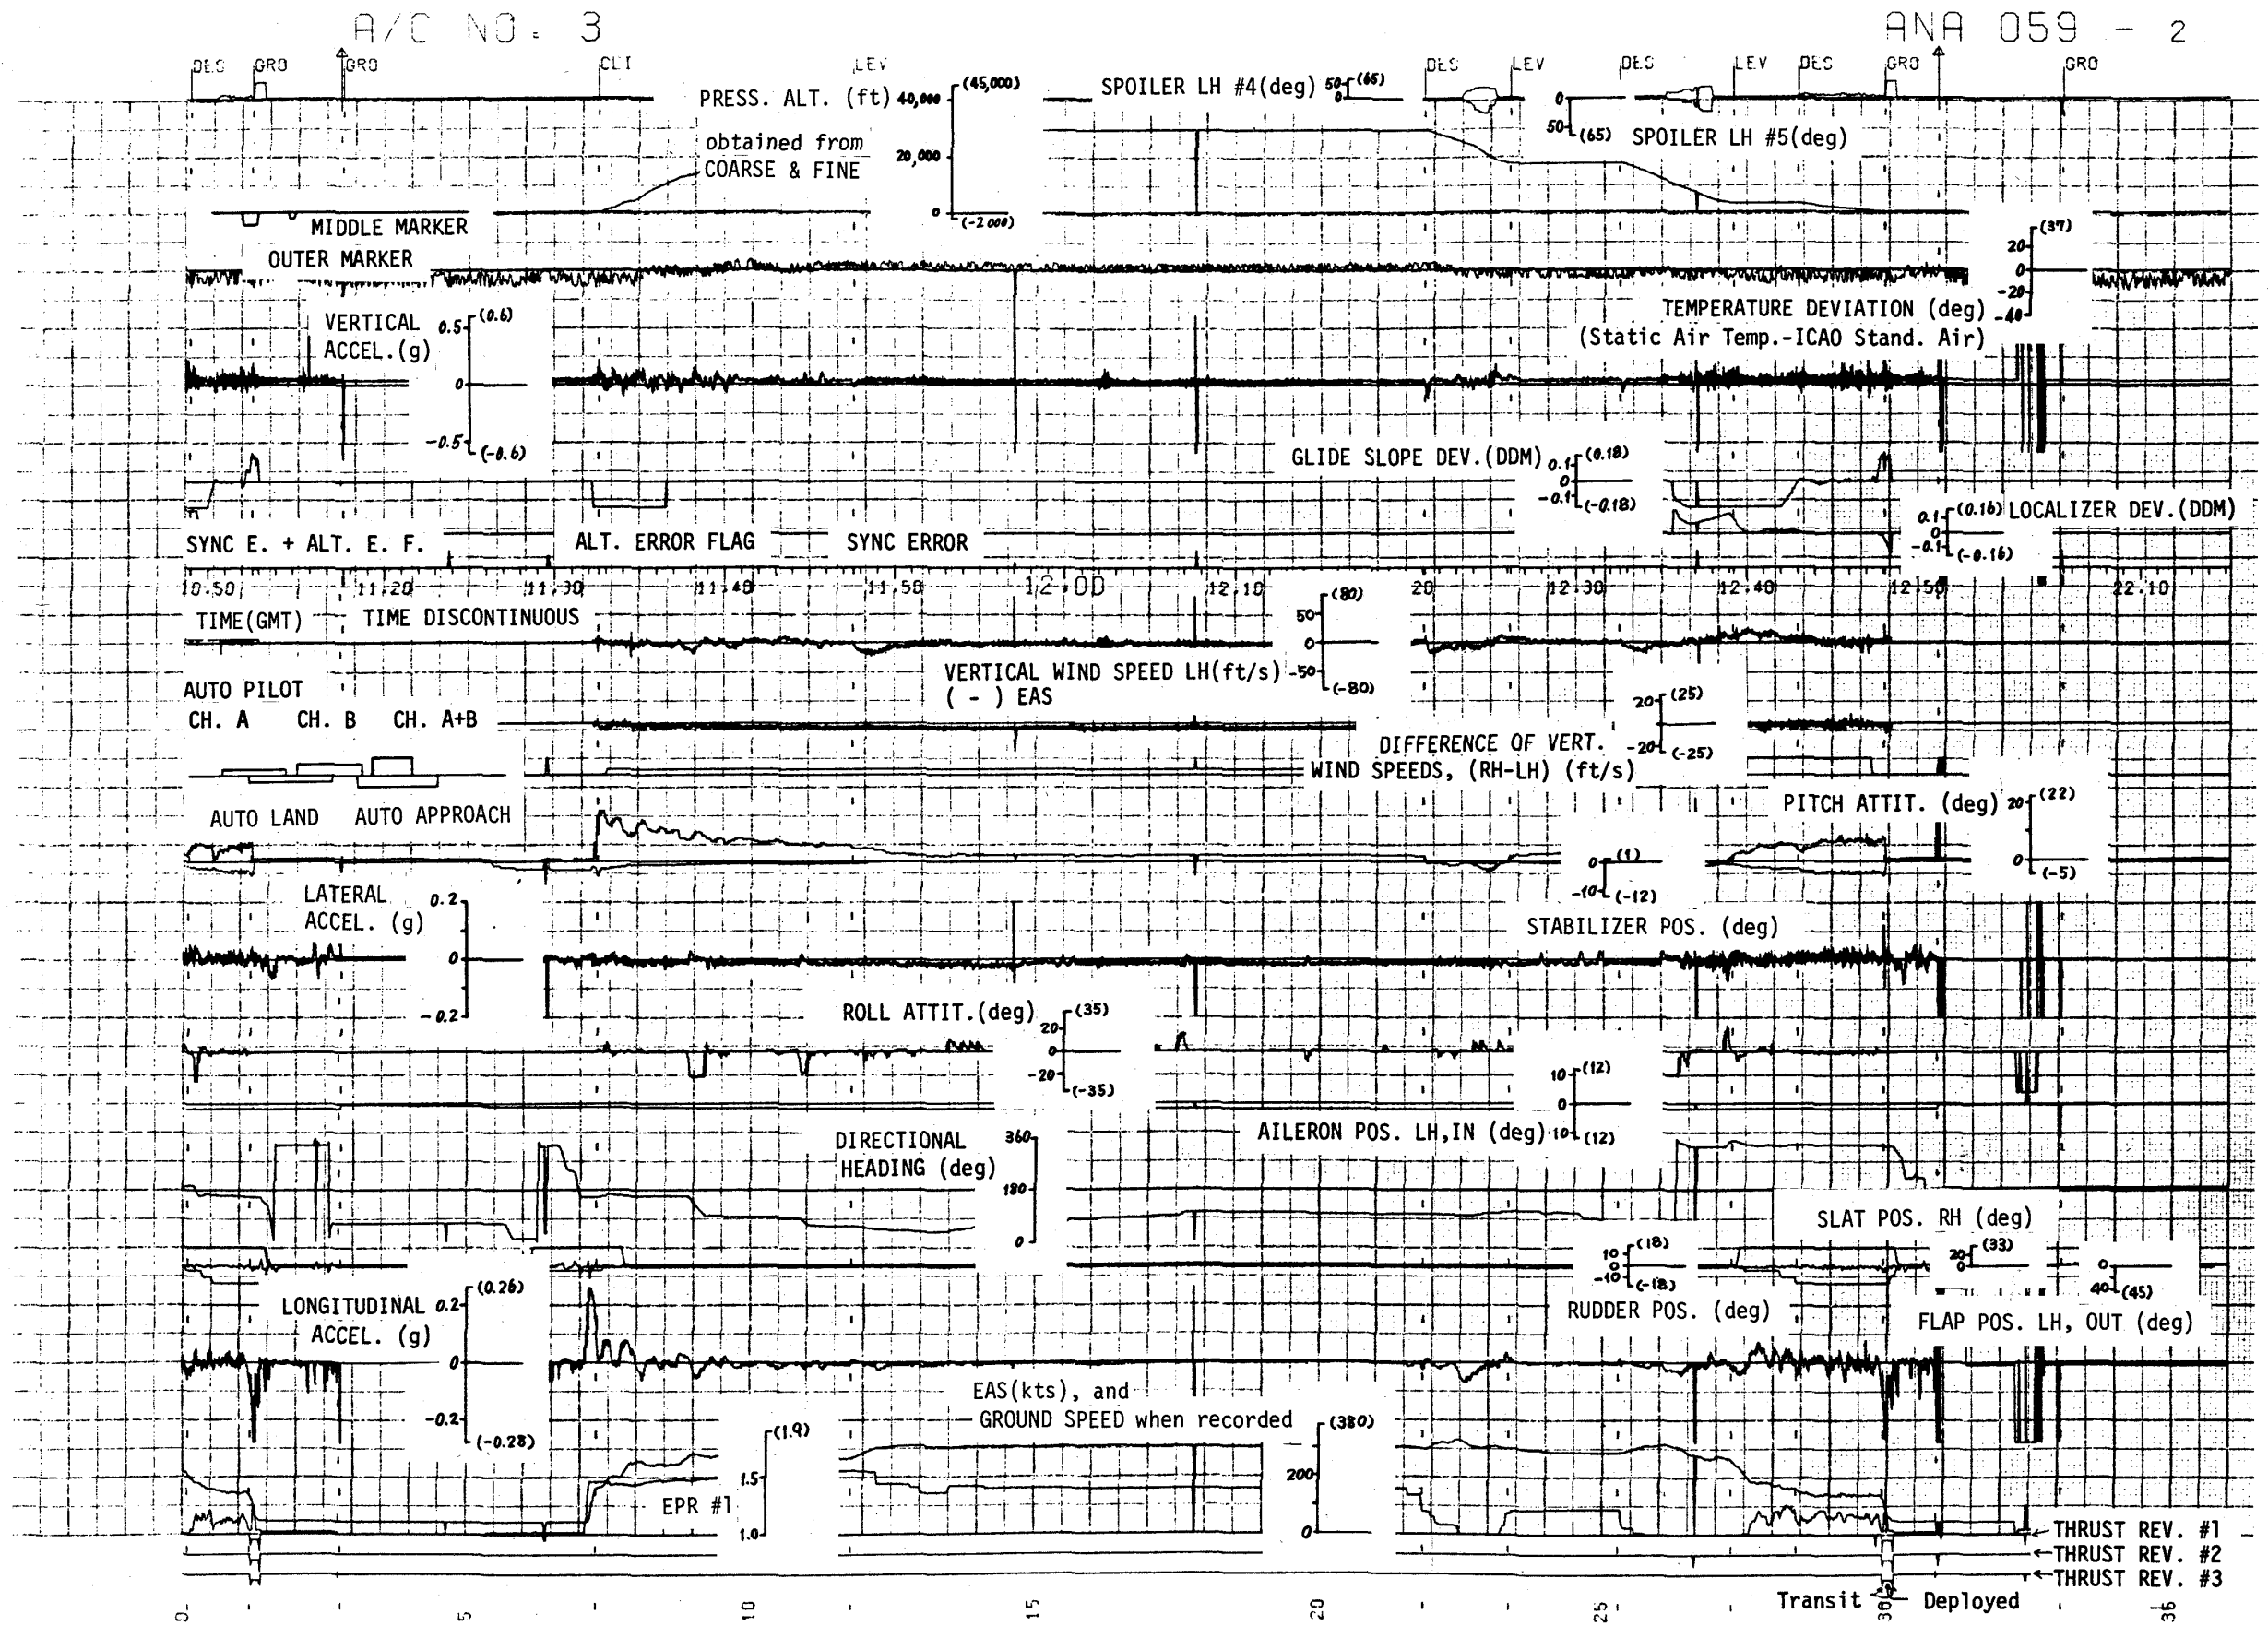 A/C NO. 3
ANA 059 - 2
DES GRO GRO CLI LEV DES LEV DES LEV DES GRO GRO
PRESS. ALT. (ft) 40,000 (45,000)
SPOILER LH #4(deg) 50 (65)
0
0
50 (65) SPOILER LH #5(deg)
obtained from
COARSE & FINE
20,000
0
(-2000)
MIDDLE MARKER
OUTER MARKER
20 (37)
0
-20
-40
TEMPERATURE DEVIATION (deg)
(Static Air Temp.-ICAO Stand. Air)
VERTICAL
ACCEL.(g)
0.5 (0.6)
0
-0.5 (-0.6)
GLIDE SLOPE DEV.(DDM) 0.1 (0.18)
0
-0.1 (-0.18)
0.1 (0.16) LOCALIZER DEV.(DDM)
0
-0.1 (-0.16)
SYNC E. + ALT. E. F.
ALT. ERROR FLAG
SYNC ERROR
10.50 11.20 11.30 11.40 11.50 12.00 12.10 20 12.30 12.40 12.50 22.10
TIME(GMT)
TIME DISCONTINUOUS
50 (80)
0
-50 (-80)
VERTICAL WIND SPEED LH(ft/s)
( - ) EAS
AUTO PILOT
CH. A CH. B CH. A+B
20 (25)
-20 (-25)
DIFFERENCE OF VERT.
WIND SPEEDS, (RH-LH) (ft/s)
AUTO LAND AUTO APPROACH
PITCH ATTIT. (deg) 20 (22)
0
(-5)
0 (1)
-10 (-12)
STABILIZER POS. (deg)
LATERAL
ACCEL. (g)
0.2
0
-0.2
ROLL ATTIT.(deg) 20 (35)
0
-20 (-35)
10 (12)
0
10 (12)
AILERON POS. LH,IN (deg)
DIRECTIONAL
HEADING (deg)
360
180
0
SLAT POS. RH (deg)
10 (18)
0
-10 (-18)
20 (33)
0
0
40 (45)
RUDDER POS. (deg)
FLAP POS. LH, OUT (deg)
LONGITUDINAL
ACCEL. (g)
(0.26)
0.2
0
-0.2
(-0.28)
EAS(kts), and
GROUND SPEED when recorded
(380)
200
0
(1.9)
1.5
1.0
EPR #1
←THRUST REV. #1
←THRUST REV. #2
←THRUST REV. #3
Transit Deployed
0 5 10 15 20 25 30 35